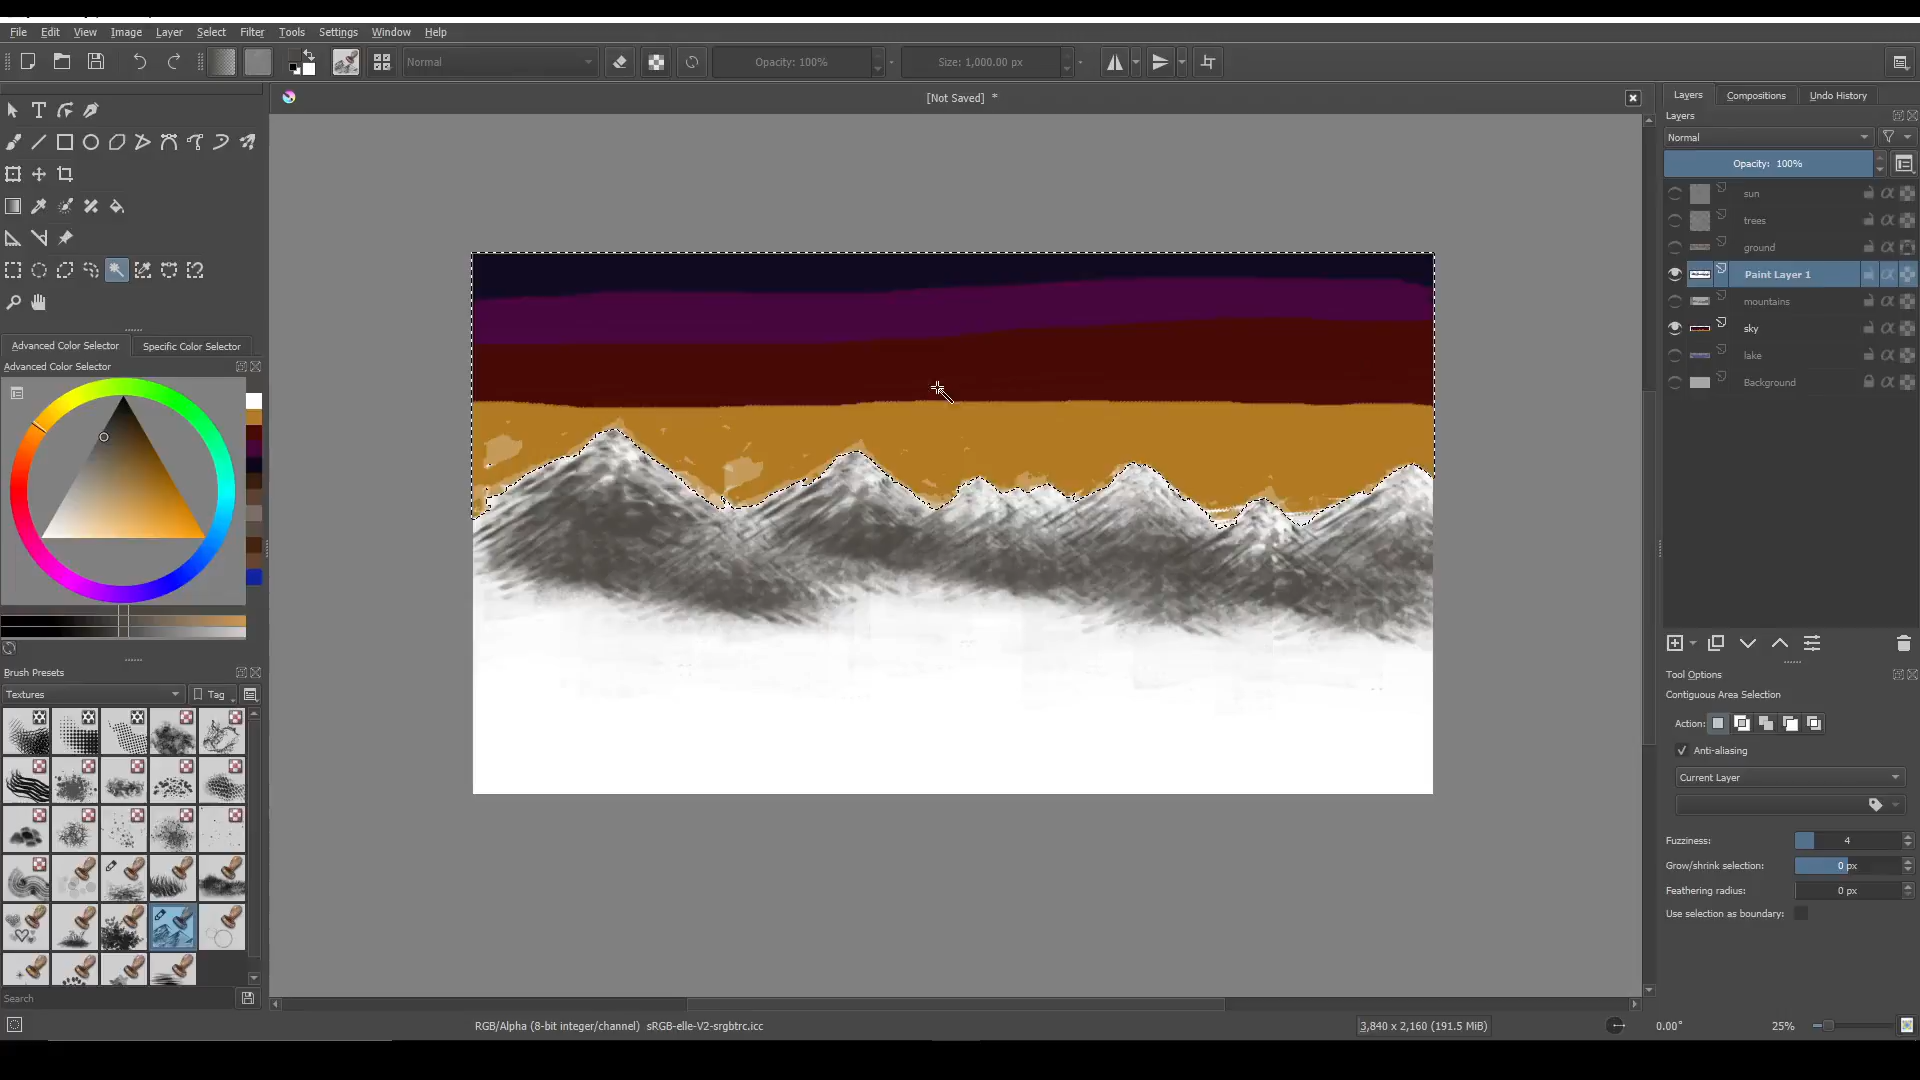 File Edit View Image Layer Select Filter Settings Tools Window Help
Normal Opacity: 100% Size: 1,000.00 px
[Not Saved] *
Layers Compositions Undo History
Layers
Normal
Opacity: 100%
sun
trees
ground
Paint Layer 1
mountains
sky
lake
Background
Advanced Color Selector Specific Color Selector
Advanced Color Selector
Brush Presets
Textures Tag
Search
Tool Options
Contiguous Area Selection
Action:
Anti-aliasing
Current Layer
Fuzziness: 4
Grow/shrink selection: 0 px
Feathering radius: 0 px
Use selection as boundary:
RGB/Alpha (8-bit integer/channel) sRGB-elle-V2-srgbtrc.icc 3,840 x 2,160 (191.5 MiB) 0.00° 25%